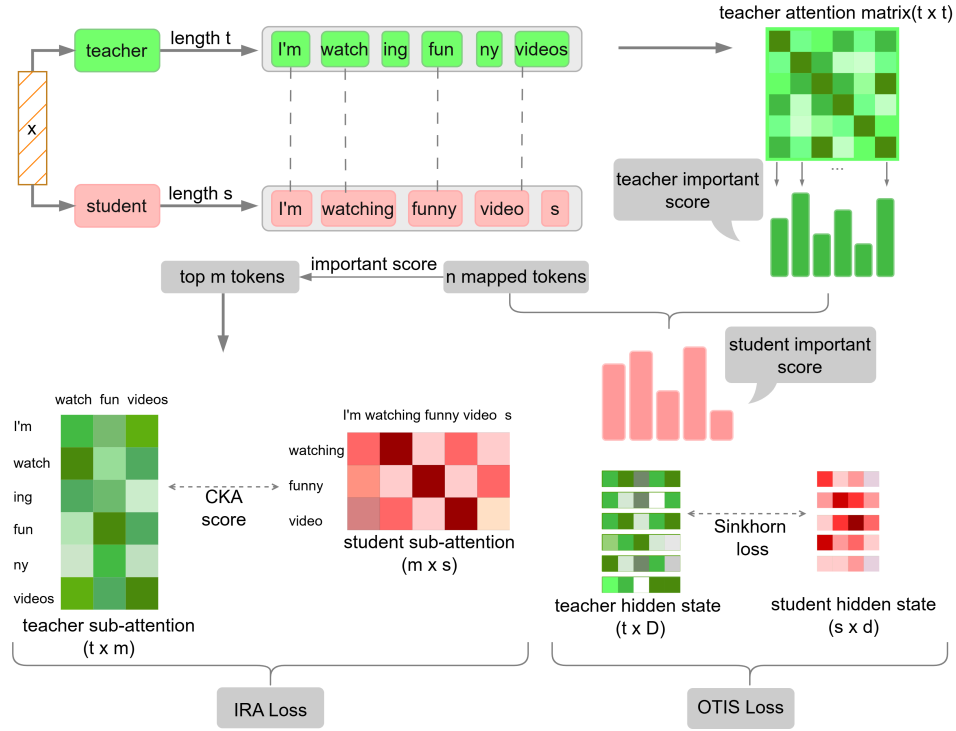 teacher attention matrix(t x t)
teacher
length t
I'm watch ing fun ny videos
x
...
teacher important
score
student
length s
I'm watching funny video s
top m tokens
important score
n mapped tokens
student important
score
watch fun videos
I'm
watch
ing
fun
ny
videos
CKA
score
I'm watching funny video s
watching
funny
video
student sub-attention
(m x s)
teacher sub-attention
(t x m)
Sinkhorn
loss
teacher hidden state
(t x D)
student hidden state
(s x d)
IRA Loss
OTIS Loss